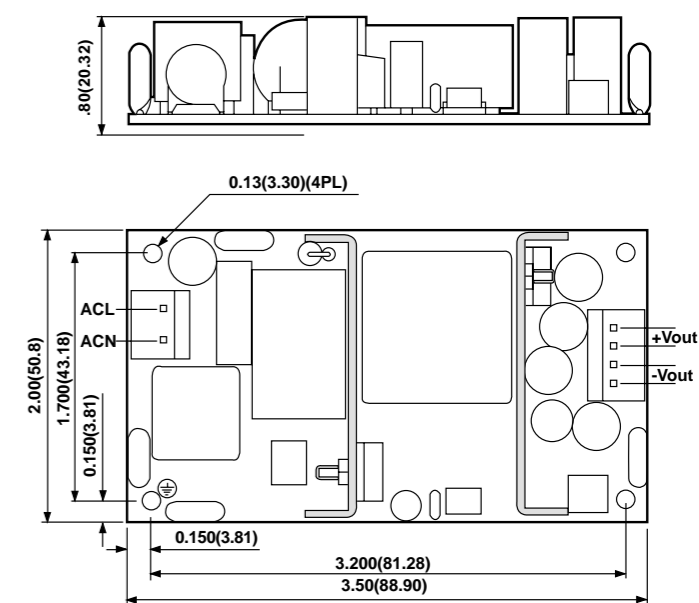 .80(20.32)
0.13(3.30)(4PL)
ACL
ACN
2.00(50.8)
1.700(43.18)
0.150(3.81)
+Vout
-Vout
0.150(3.81)
3.200(81.28)
3.50(88.90)